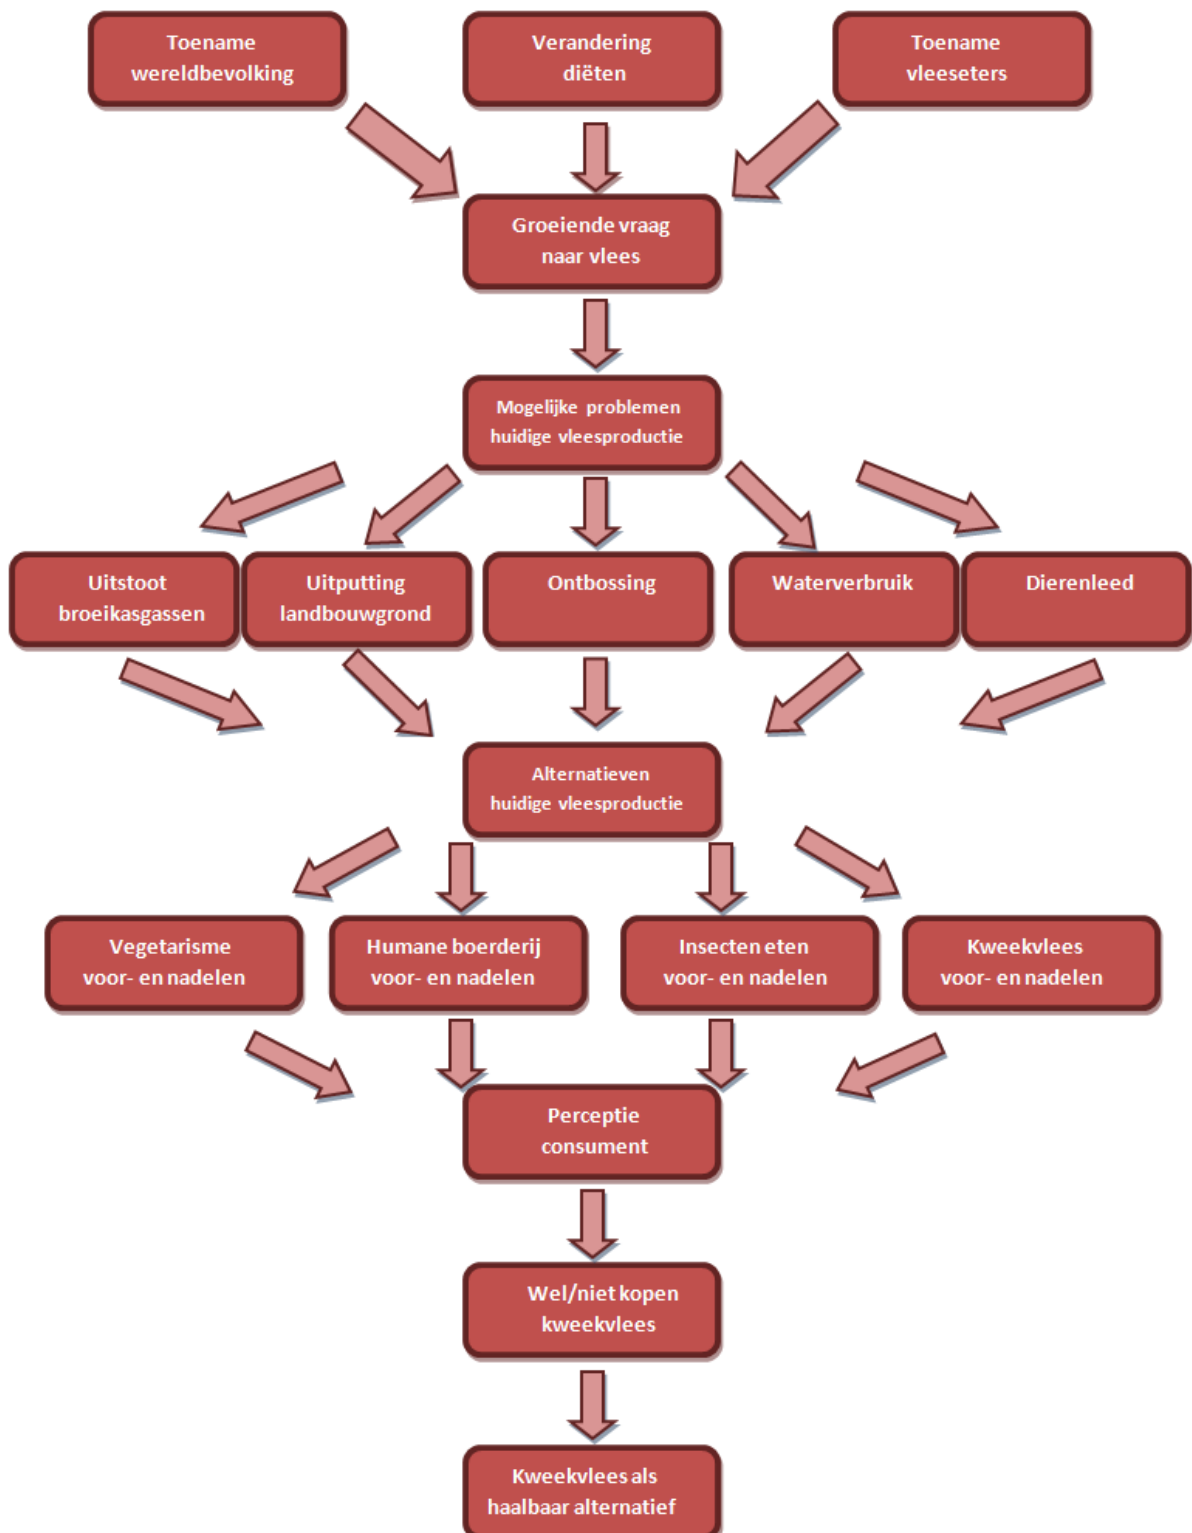 Toename
wereldbevolking
Verandering
diëten
Toename
vleeseters
Groeiende vraag
naar vlees
Mogelijke problemen
huidige vleesproductie
Uitstoot
broeikasgassen
Uitputting
landbouwgrond
Ontbossing
Waterverbruik
Dierenleed
Alternatieven
huidige vleesproductie
Vegetarisme
voor- en nadelen
Humane boerderij
voor- en nadelen
Insecten eten
voor- en nadelen
Kweekvlees
voor- en nadelen
Perceptie
consument
Wel/niet kopen
kweekvlees
Kweekvlees als
haalbaar alternatief